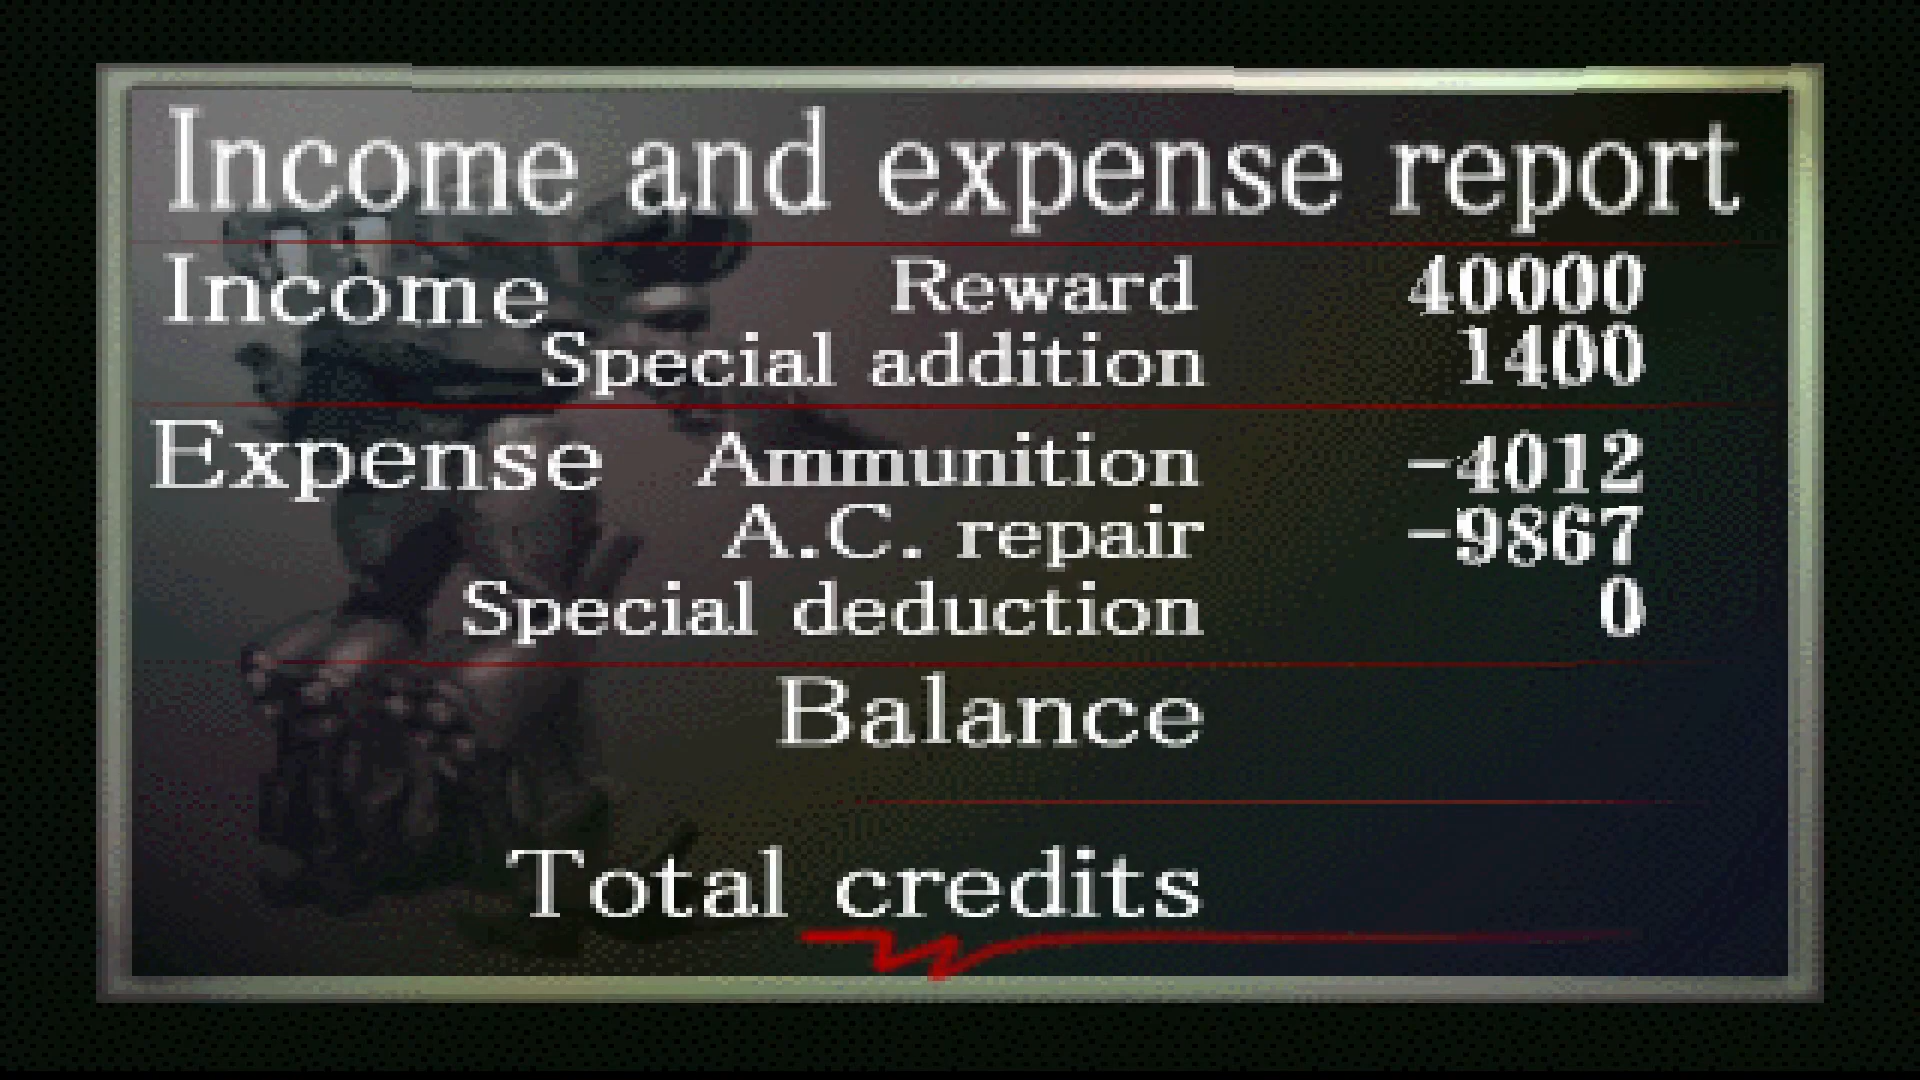 Income and expense report
Income Reward 40000
Special addition 1400
Expense Ammunition -4012
A.C. repair -9867
Special deduction 0
Balance
Total credits